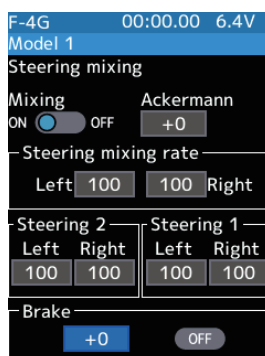 F-4G 00:00.00 6.4V
Model 1
Steering mixing
Mixing Ackermann
ON OFF +0
Steering mixing rate
Left 100 100 Right
Steering 2 Steering 1
Left Right Left Right
100 100 100 100
Brake
+0 OFF